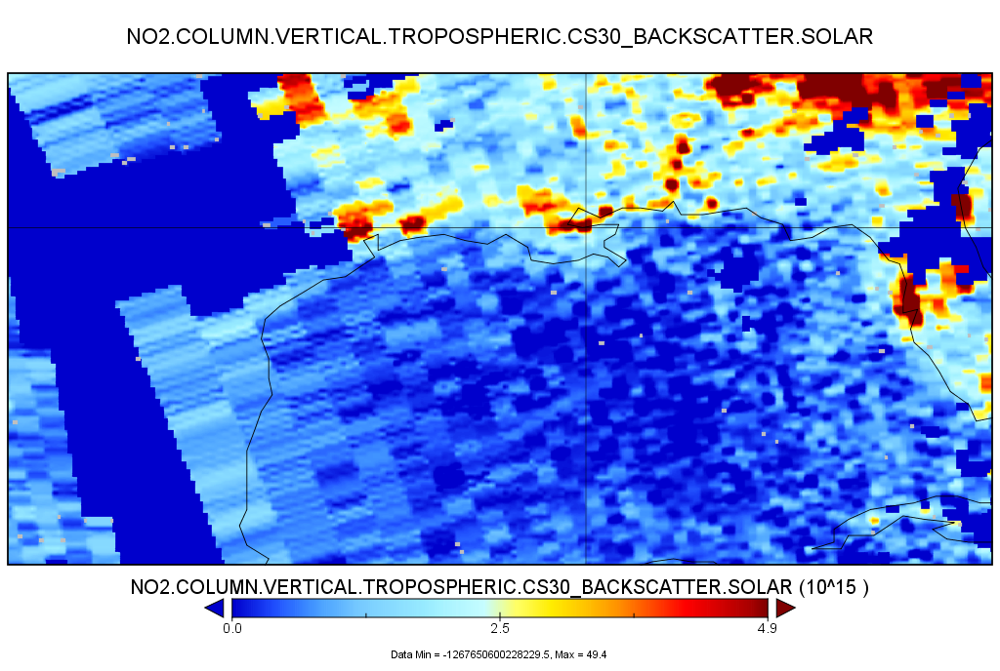 NO2.COLUMN.VERTICAL.TROPOSPHERIC.CS30_BACKSCATTER.SOLAR
NO2.COLUMN.VERTICAL.TROPOSPHERIC.CS30_BACKSCATTER.SOLAR (10^15 )
0.0 2.5 4.9
Data Min = -1267650600228229.5, Max = 49.4